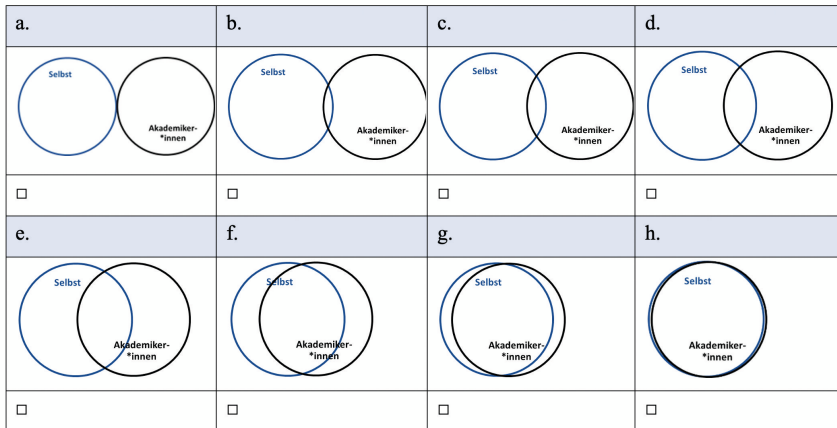 a.
b.
c.
d.
Selbst
Akademiker-
*innen
Selbst
Akademiker-
*innen
Selbst
Akademiker-
*innen
Selbst
Akademiker-
*innen
☐
☐
☐
☐
e.
f.
g.
h.
Selbst
Akademiker-
*innen
Selbst
Akademiker-
*innen
Selbst
Akademiker-
*innen
Selbst
Akademiker-
*innen
☐
☐
☐
☐